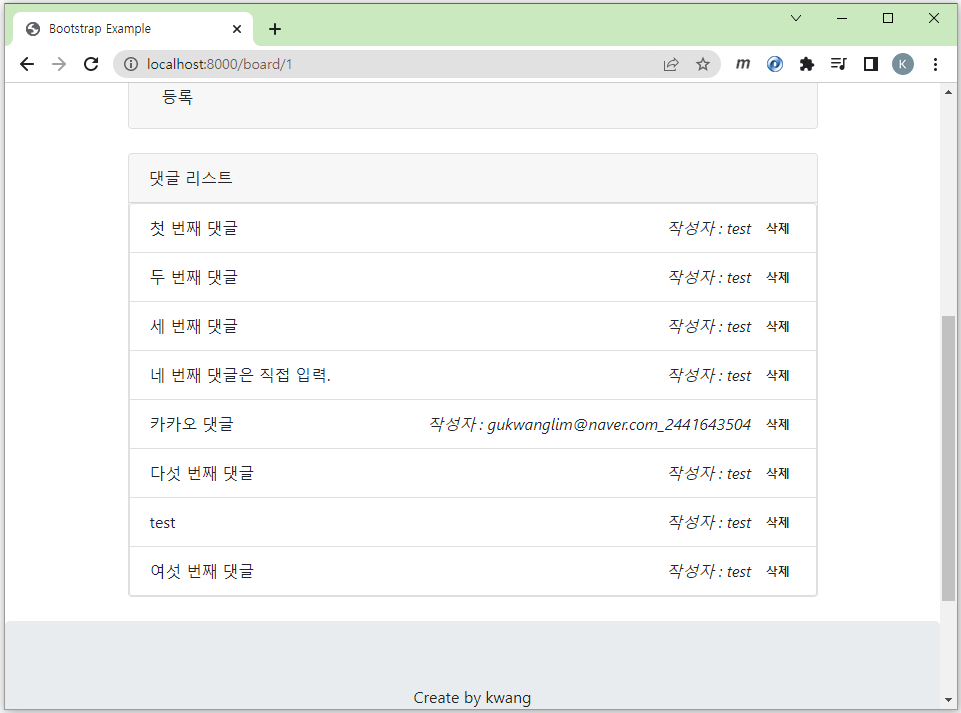 Bootstrap Example
localhost:8000/board/1
m
K
등록
댓글 리스트
첫 번째 댓글 작성자 : test 삭제
두 번째 댓글 작성자 : test 삭제
세 번째 댓글 작성자 : test 삭제
네 번째 댓글은 직접 입력. 작성자 : test 삭제
카카오 댓글 작성자 : gukwanglim@naver.com_2441643504 삭제
다섯 번째 댓글 작성자 : test 삭제
test 작성자 : test 삭제
여섯 번째 댓글 작성자 : test 삭제
Create by kwang